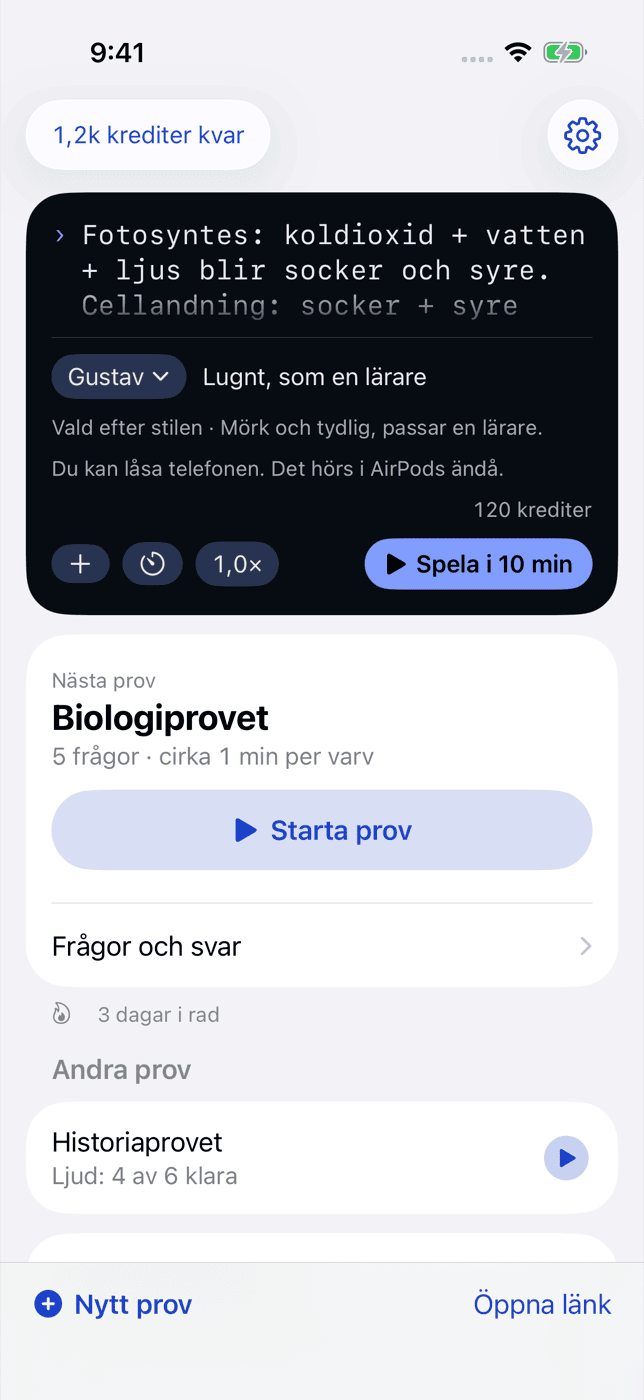 9:41
1,2k krediter kvar
› Fotosyntes: koldioxid + vatten
+ ljus blir socker och syre.
Cellandning: socker + syre
Gustav
Lugnt, som en lärare
Vald efter stilen · Mörk och tydlig, passar en lärare.
Du kan låsa telefonen. Det hörs i AirPods ändå.
120 krediter
1,0×
Spela i 10 min
Nästa prov
Biologiprovet
5 frågor · cirka 1 min per varv
Starta prov
Frågor och svar
3 dagar i rad
Andra prov
Historiaprovet
Ljud: 4 av 6 klara
Nytt prov
Öppna länk